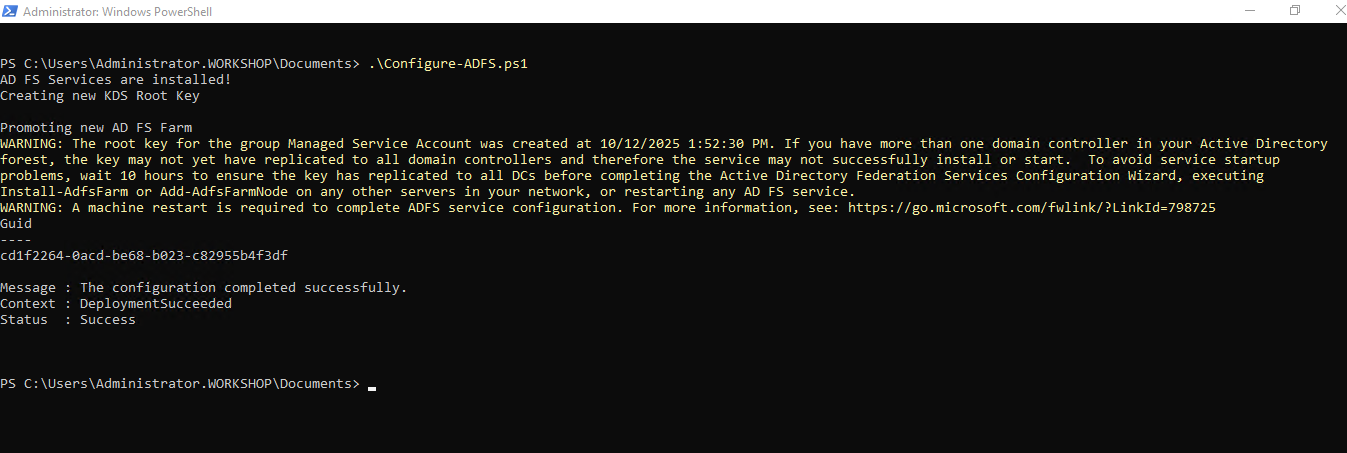 Administrator: Windows PowerShell
PS C:\Users\Administrator.WORKSHOP\Documents> .\Configure-ADFS.ps1
AD FS Services are installed!
Creating new KDS Root Key
Promoting new AD FS Farm
WARNING: The root key for the group Managed Service Account was created at 10/12/2025 1:52:30 PM. If you have more than one domain controller in your Active Directory
forest, the key may not yet have replicated to all domain controllers and therefore the service may not successfully install or start.  To avoid service startup
problems, wait 10 hours to ensure the key has replicated to all DCs before completing the Active Directory Federation Services Configuration Wizard, executing
Install-AdfsFarm or Add-AdfsFarmNode on any other servers in your network, or restarting any AD FS service.
WARNING: A machine restart is required to complete ADFS service configuration. For more information, see: https://go.microsoft.com/fwlink/?LinkId=798725
Guid
----
cd1f2264-0acd-be68-b023-c82955b4f3df
Message : The configuration completed successfully.
Context : DeploymentSucceeded
Status  : Success
PS C:\Users\Administrator.WORKSHOP\Documents>